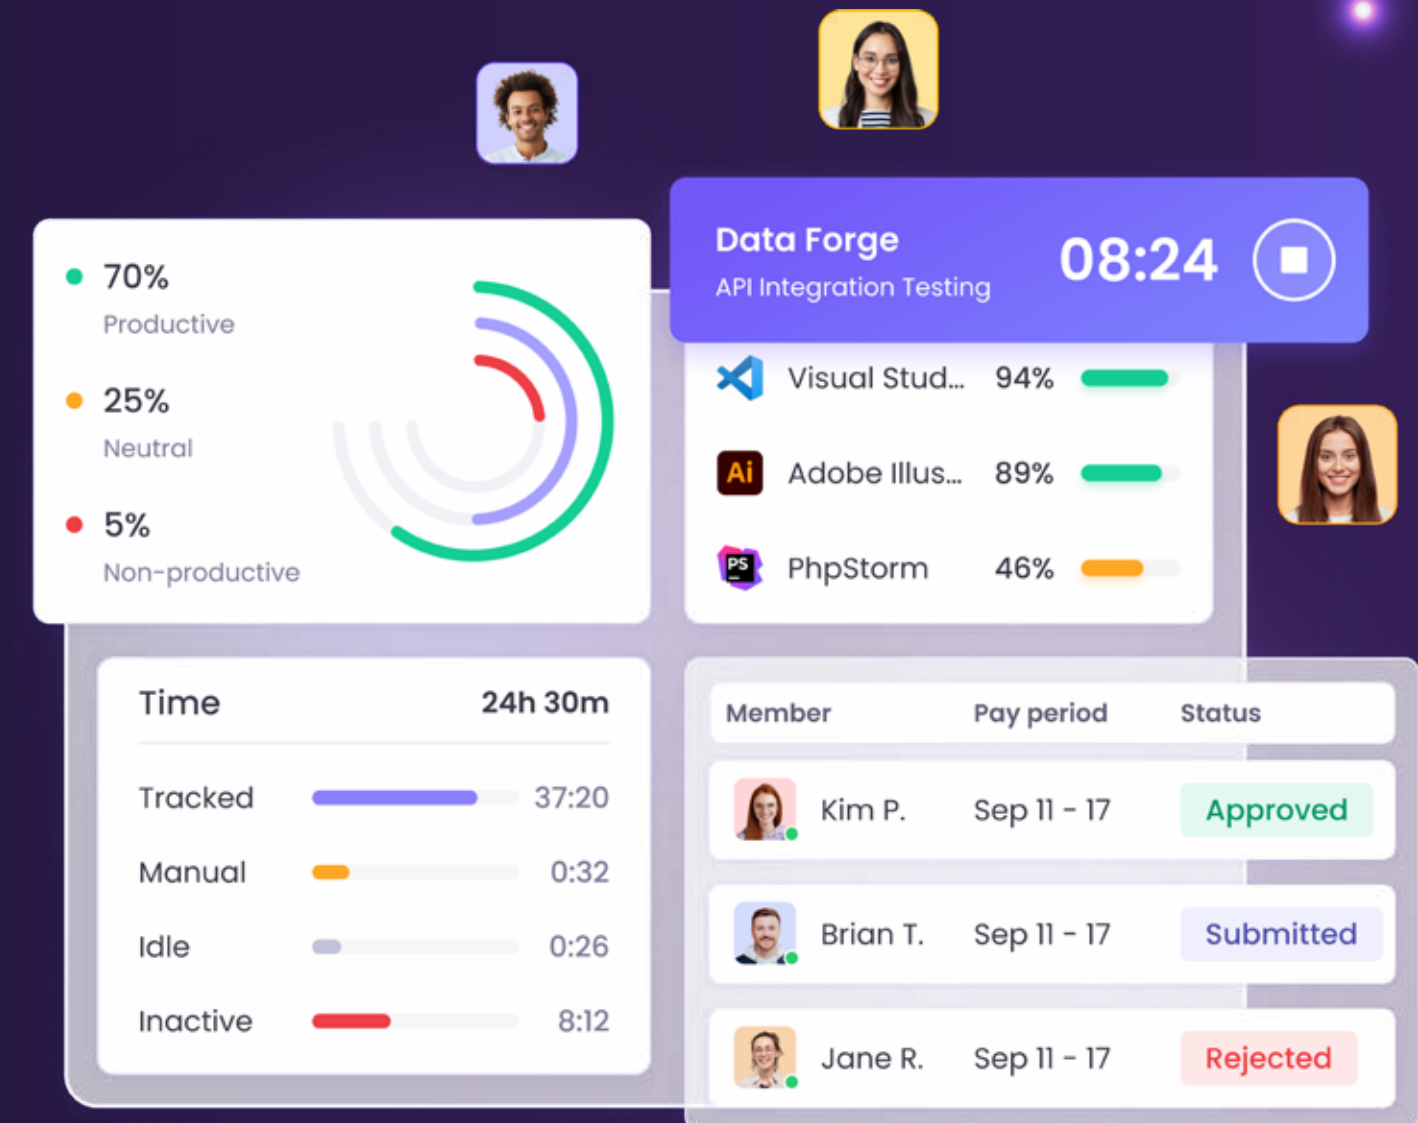 Data Forge
API Integration Testing
08:24
70%
Productive
25%
Neutral
5%
Non-productive
Visual Stud... 94%
Ai Adobe Illus... 89%
PS PhpStorm 46%
Time 24h 30m
Tracked 37:20
Manual 0:32
Idle 0:26
Inactive 8:12
Member Pay period Status
Kim P. Sep 11 - 17 Approved
Brian T. Sep 11 - 17 Submitted
Jane R. Sep 11 - 17 Rejected